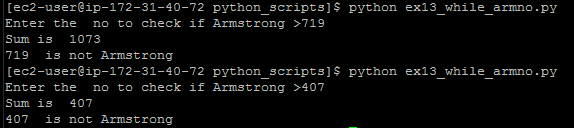 [ec2-user@ip-172-31-40-72 python_scripts]$ python ex13_while_armno.py
Enter the  no to check if Armstrong >719
Sum is  1073
719  is not Armstrong
[ec2-user@ip-172-31-40-72 python_scripts]$ python ex13_while_armno.py
Enter the  no to check if Armstrong >407
Sum is  407
407  is not Armstrong